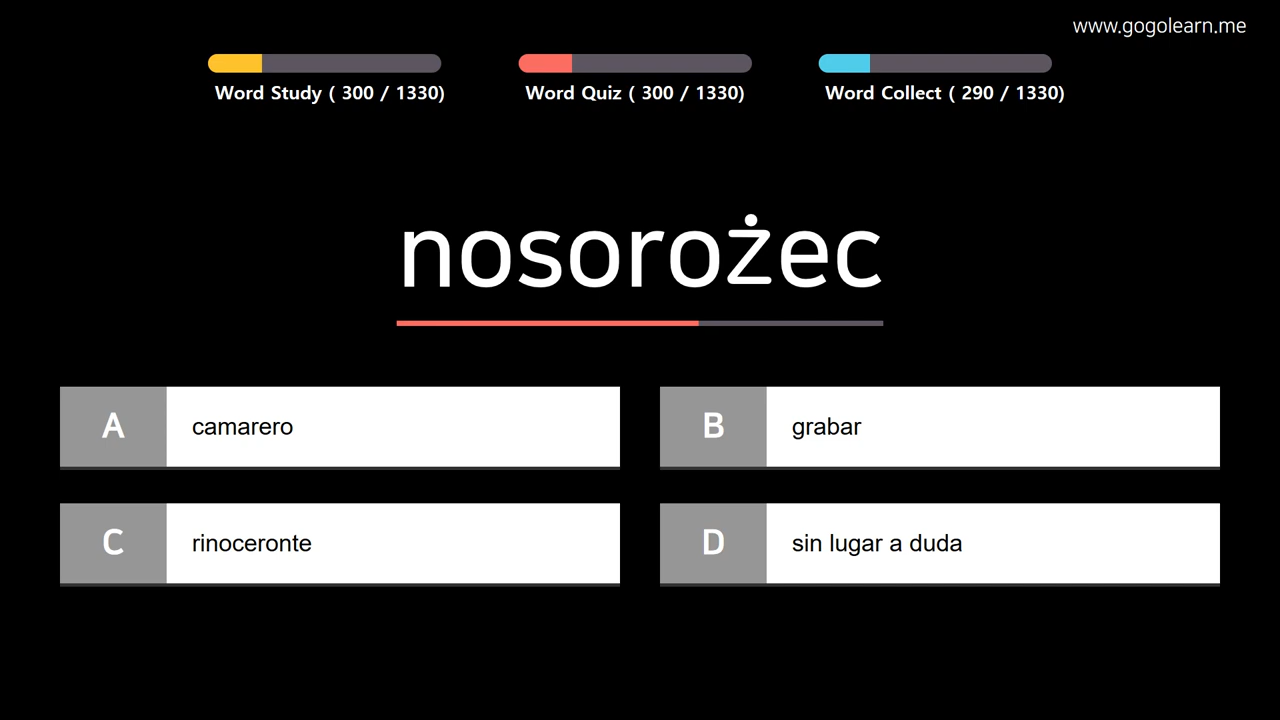 www.gogolearn.me
Word Study ( 300 / 1330)
Word Quiz ( 300 / 1330)
Word Collect ( 290 / 1330)
nosorożec
A camarero
B grabar
C rinoceronte
D sin lugar a duda